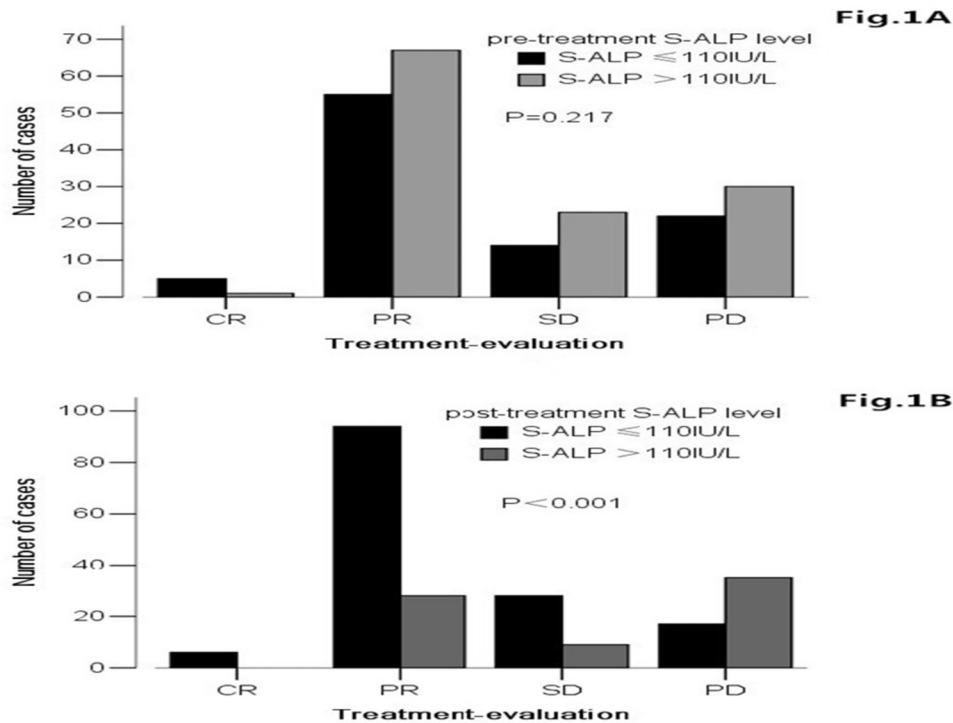 Fig.1A
pre-treatment S-ALP level
S-ALP ≦110IU/L
S-ALP >110IU/L
P=0.217
Number of cases
70
60
50
40
30
20
10
0
CR PR SD PD
Treatment-evaluation
Fig.1B
post-treatment S-ALP level
S-ALP ≦110IU/L
S-ALP >110IU/L
P<0.001
Number of cases
100
80
60
40
20
0
CR PR SD PD
Treatment-evaluation